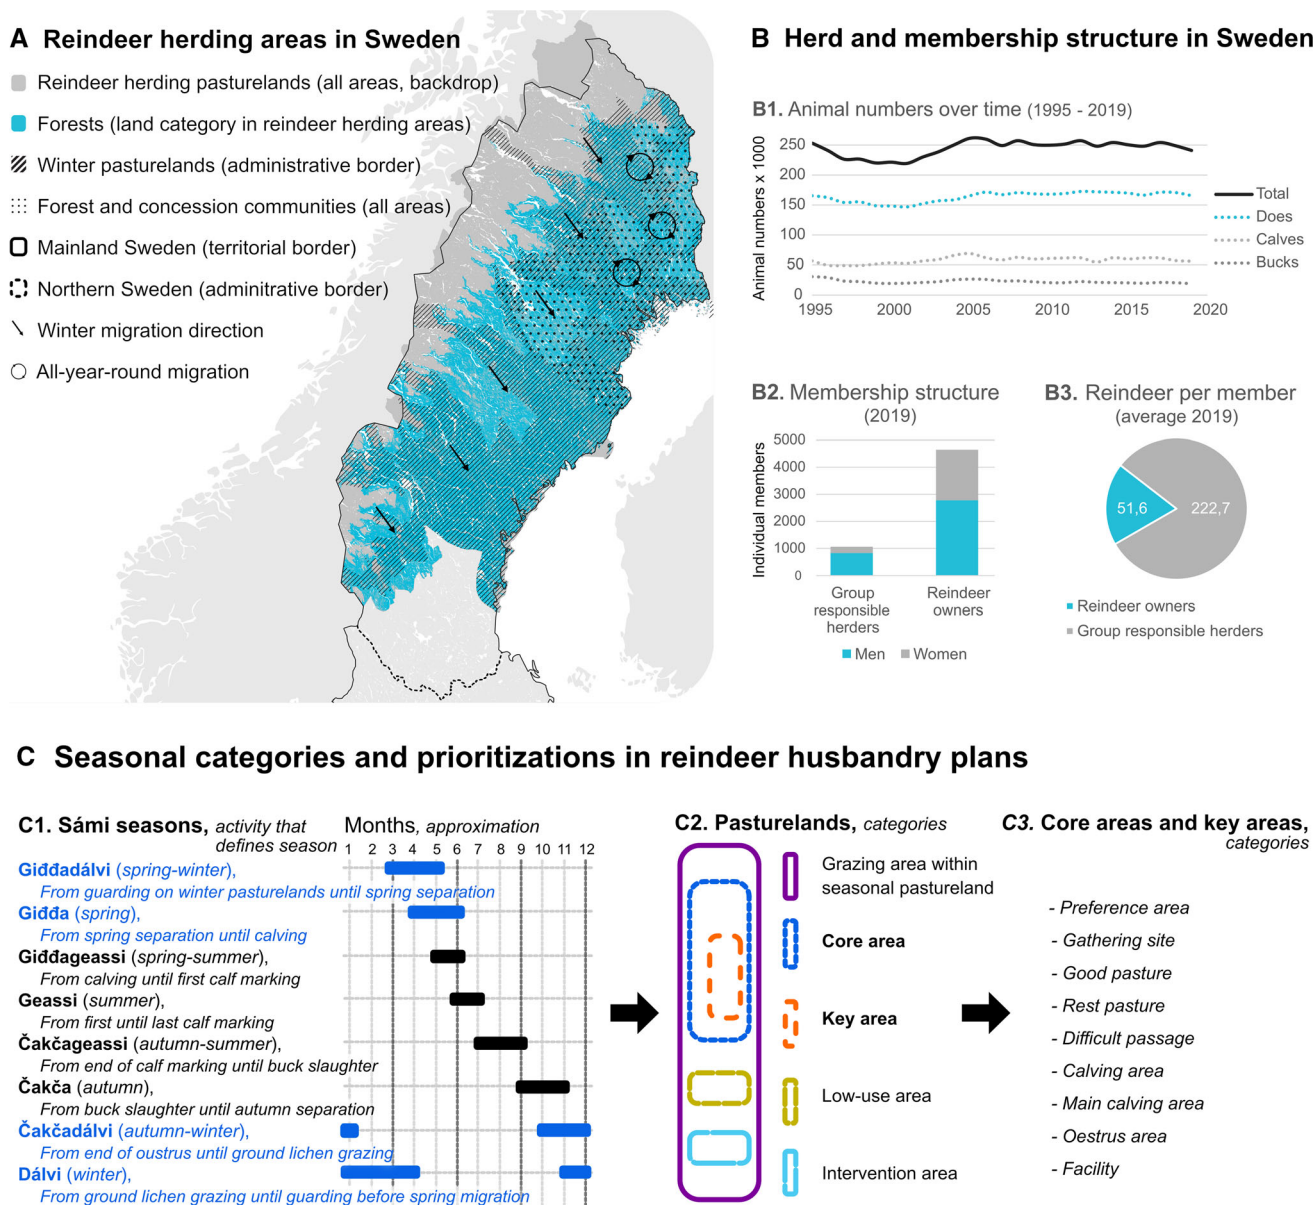 A Reindeer herding areas in Sweden
Reindeer herding pasturelands (all areas, backdrop)
Forests (land category in reindeer herding areas)
Winter pasturelands (administrative border)
Forest and concession communities (all areas)
Mainland Sweden (territorial border)
Northern Sweden (adminitrative border)
Winter migration direction
All-year-round migration
B Herd and membership structure in Sweden
B1. Animal numbers over time (1995 - 2019)
Animal numbers x 1000
250
200
150
100
50
0
1995
2000
2005
2010
2015
2020
Total
Does
Calves
Bucks
B2. Membership structure
(2019)
Individual members
5000
4000
3000
2000
1000
0
Group
responsible
herders
Reindeer
owners
Men
Women
B3. Reindeer per member
(average 2019)
51,6
222,7
Reindeer owners
Group responsible herders
C Seasonal categories and prioritizations in reindeer husbandry plans
C1. Sámi seasons, activity that
defines season
Months, approximation
1 2 3 4 5 6 7 8 9 10 11 12
Giđđadálvi (spring-winter),
From guarding on winter pasturelands until spring separation
Giđđa (spring),
From spring separation until calving
Giđđageassi (spring-summer),
From calving until first calf marking
Geassi (summer),
From first until last calf marking
Čakčageassi (autumn-summer),
From end of calf marking until buck slaughter
Čakča (autumn),
From buck slaughter until autumn separation
Čakčadálvi (autumn-winter),
From end of oustrus until ground lichen grazing
Dálvi (winter),
From ground lichen grazing until guarding before spring migration
C2. Pasturelands, categories
Grazing area within
seasonal pastureland
Core area
Key area
Low-use area
Intervention area
C3. Core areas and key areas,
categories
- Preference area
- Gathering site
- Good pasture
- Rest pasture
- Difficult passage
- Calving area
- Main calving area
- Oestrus area
- Facility